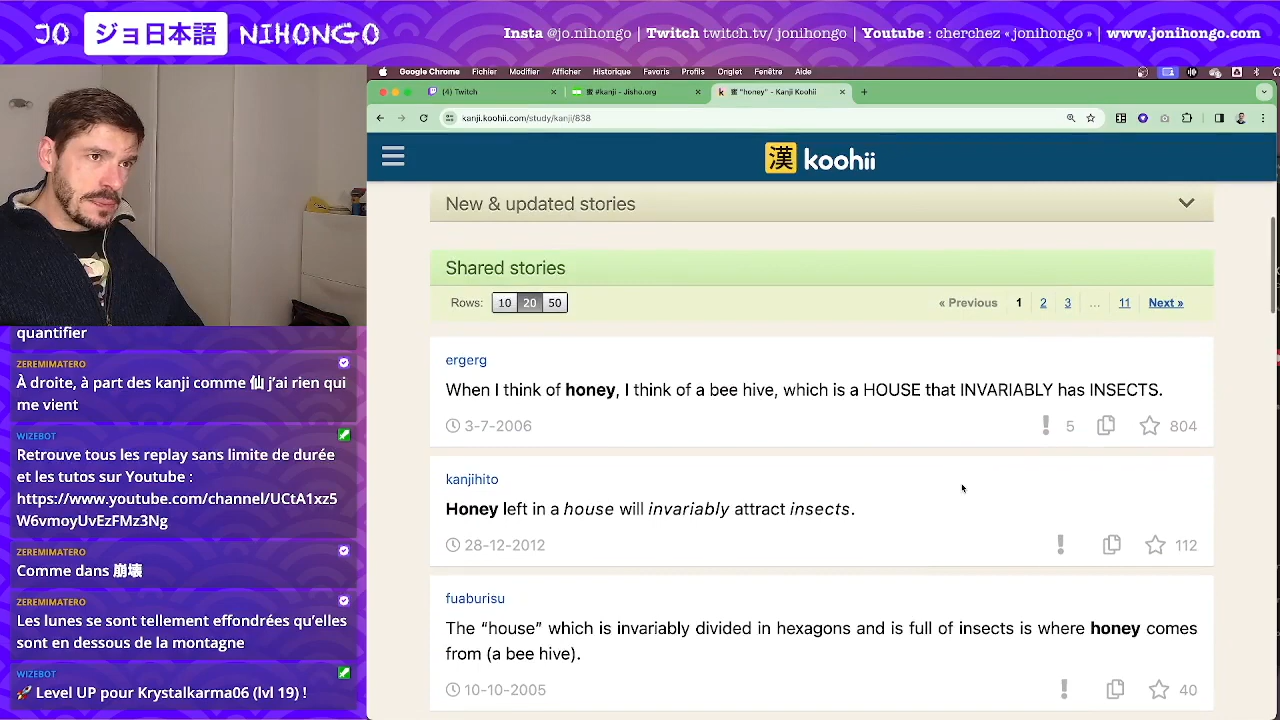 JO ジョ日本語 NIHONGO
Insta @jo.nihongo | Twitch twitch.tv/jonihongo | Youtube : cherchez « jonihongo » | www.jonihongo.com
Google Chrome Fichier Modifier Afficher Historique Favoris Profils Onglet Fenêtre Aide
(4) Twitch
蜜 #kanji - Jisho.org
蜜 "honey" - Kanji Koohii
kanji.koohii.com/study/kanji/838
漢 koohii
New & updated stories
Shared stories
Rows: 10 20 50
« Previous 1 2 3 ... 11 Next »
ergerg
When I think of honey, I think of a bee hive, which is a HOUSE that INVARIABLY has INSECTS.
3-7-2006
5 804
kanjihito
Honey left in a house will invariably attract insects.
28-12-2012
112
fuaburisu
The “house” which is invariably divided in hexagons and is full of insects is where honey comes
from (a bee hive).
10-10-2005
40
quantifier
ZEREMIMATERO
À droite, à part des kanji comme 仙 j’ai rien qui
me vient
WIZEBOT
Retrouve tous les replay sans limite de durée
et les tutos sur Youtube :
https://www.youtube.com/channel/UCtA1xz5
W6vmoyUvEzFMz3Ng
ZEREMIMATERO
Comme dans 崩壊
ZEREMIMATERO
Les lunes se sont tellement effondrées qu’elles
sont en dessous de la montagne
WIZEBOT
🚀 Level UP pour Krystalkarma06 (lvl 19) !